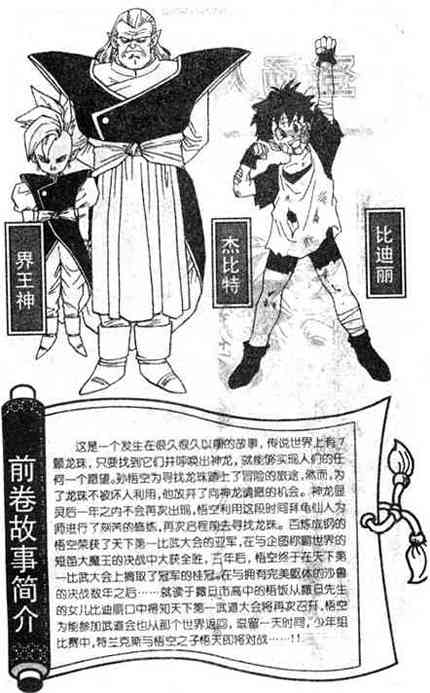 界王神
杰比特
比迪丽
前卷故事简介
这是一个发生在很久很久以前的故事，传说世界上有7
颗龙珠，只要找到它们并呼唤出神龙，就能够实现人们的任
何一个愿望。孙悟空为寻找龙珠踏上了冒险的旅途，然而，为
了龙珠不被坏人利用，他放弃了向神龙请愿的机会。神龙显
灵后一年之内不会再次出现，悟空利用这段时间拜龟仙人为
师进行了刻苦的修炼，再次启程前去寻找龙珠。百炼成钢的
悟空荣获了天下第一比武大会的亚军，在与企图称霸世界的
短笛大魔王的决战中大获全胜，三年后，悟空终于在天下第
一比武大会上摘取了冠军的桂冠。在与拥有完美躯体的沙鲁
的决战数年之后……就读于撒旦市高中的悟饭从撒旦先生
的女儿比迪丽口中得知天下第一武道大会将再次召开，悟空
为能参加武道会也从那个世界返回，逗留一天时间，少年组
比赛中，特兰克斯与悟空之子悟天即将对战……！！